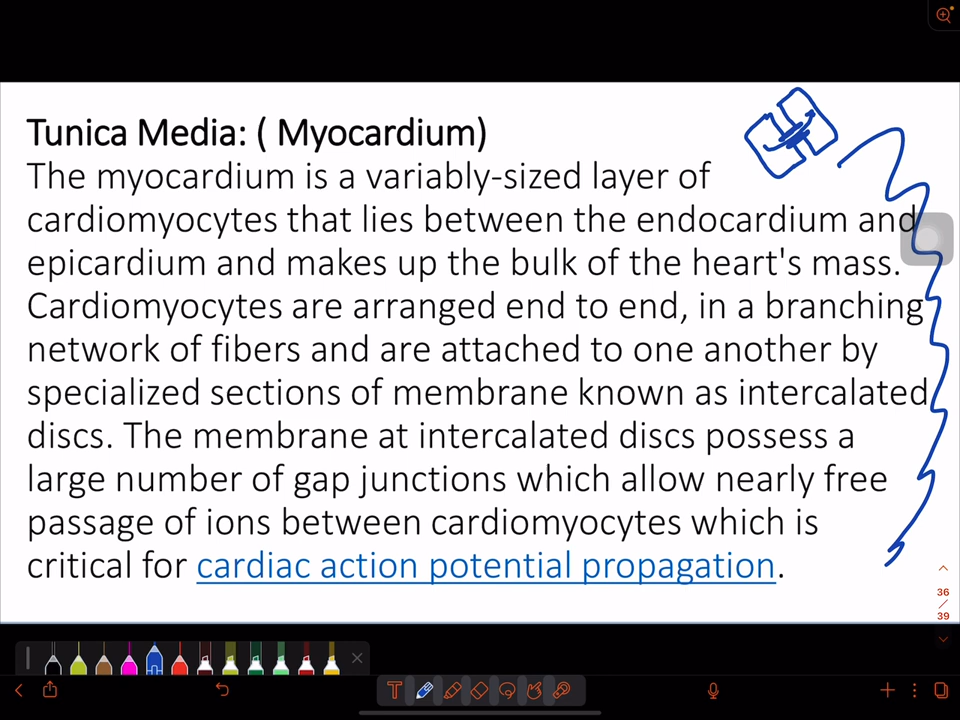 Tunica Media: ( Myocardium)
The myocardium is a variably-sized layer of
cardiomyocytes that lies between the endocardium and
epicardium and makes up the bulk of the heart's mass.
Cardiomyocytes are arranged end to end, in a branching
network of fibers and are attached to one another by
specialized sections of membrane known as intercalated
discs. The membrane at intercalated discs possess a
large number of gap junctions which allow nearly free
passage of ions between cardiomyocytes which is
critical for cardiac action potential propagation.
36
/
39